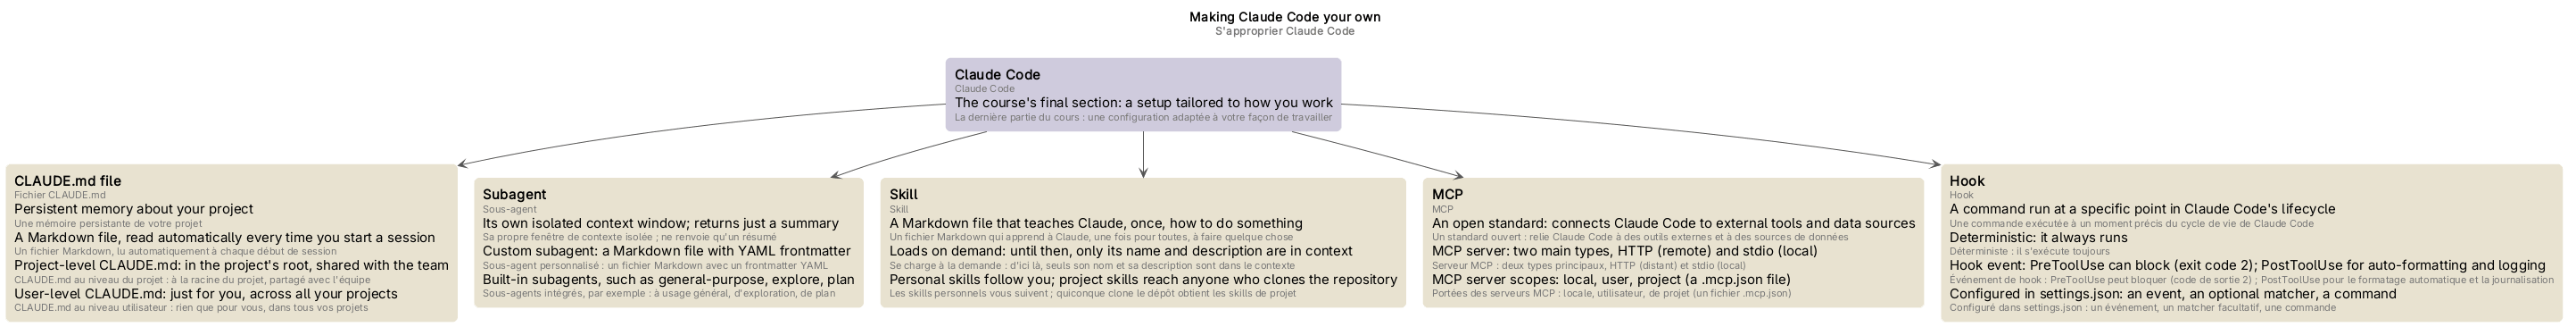 Making Claude Code your own
S'approprier Claude Code
Claude Code
Claude Code
The course's final section: a setup tailored to how you work
La dernière partie du cours : une configuration adaptée à votre façon de travailler
CLAUDE.md file
Fichier CLAUDE.md
Persistent memory about your project
Une mémoire persistante de votre projet
A Markdown file, read automatically every time you start a session
Un fichier Markdown, lu automatiquement à chaque début de session
Project-level CLAUDE.md: in the project's root, shared with the team
CLAUDE.md au niveau du projet : à la racine du projet, partagé avec l'équipe
User-level CLAUDE.md: just for you, across all your projects
CLAUDE.md au niveau utilisateur : rien que pour vous, dans tous vos projets
Subagent
Sous-agent
Its own isolated context window; returns just a summary
Sa propre fenêtre de contexte isolée ; ne renvoie qu'un résumé
Custom subagent: a Markdown file with YAML frontmatter
Sous-agent personnalisé : un fichier Markdown avec un frontmatter YAML
Built-in subagents, such as general-purpose, explore, plan
Sous-agents intégrés, par exemple : à usage général, d'exploration, de plan
Skill
Skill
A Markdown file that teaches Claude, once, how to do something
Un fichier Markdown qui apprend à Claude, une fois pour toutes, à faire quelque chose
Loads on demand: until then, only its name and description are in context
Se charge à la demande : d'ici là, seuls son nom et sa description sont dans le contexte
Personal skills follow you; project skills reach anyone who clones the repository
Les skills personnels vous suivent ; quiconque clone le dépôt obtient les skills de projet
MCP
MCP
An open standard: connects Claude Code to external tools and data sources
Un standard ouvert : relie Claude Code à des outils externes et à des sources de données
MCP server: two main types, HTTP (remote) and stdio (local)
Serveur MCP : deux types principaux, HTTP (distant) et stdio (local)
MCP server scopes: local, user, project (a .mcp.json file)
Portées des serveurs MCP : locale, utilisateur, de projet (un fichier .mcp.json)
Hook
Hook
A command run at a specific point in Claude Code's lifecycle
Une commande exécutée à un moment précis du cycle de vie de Claude Code
Deterministic: it always runs
Déterministe : il s'exécute toujours
Hook event: PreToolUse can block (exit code 2); PostToolUse for auto-formatting and logging
Événement de hook : PreToolUse peut bloquer (code de sortie 2) ; PostToolUse pour le formatage automatique et la journalisation
Configured in settings.json: an event, an optional matcher, a command
Configuré dans settings.json : un événement, un matcher facultatif, une commande